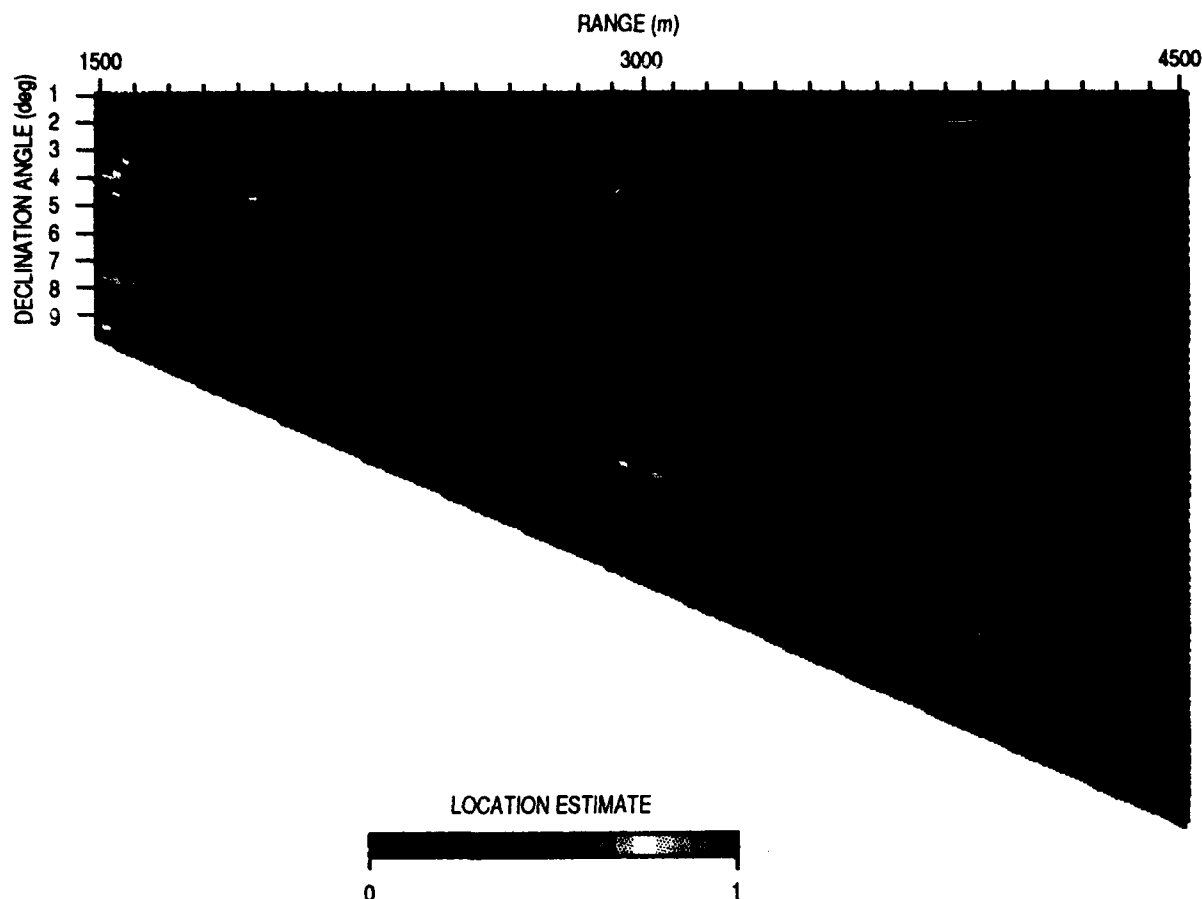 RANGE (m)
1500 3000 4500
DECLINATION ANGLE (deg)
1
2
3
4
5
6
7
8
9
LOCATION ESTIMATE
0 1